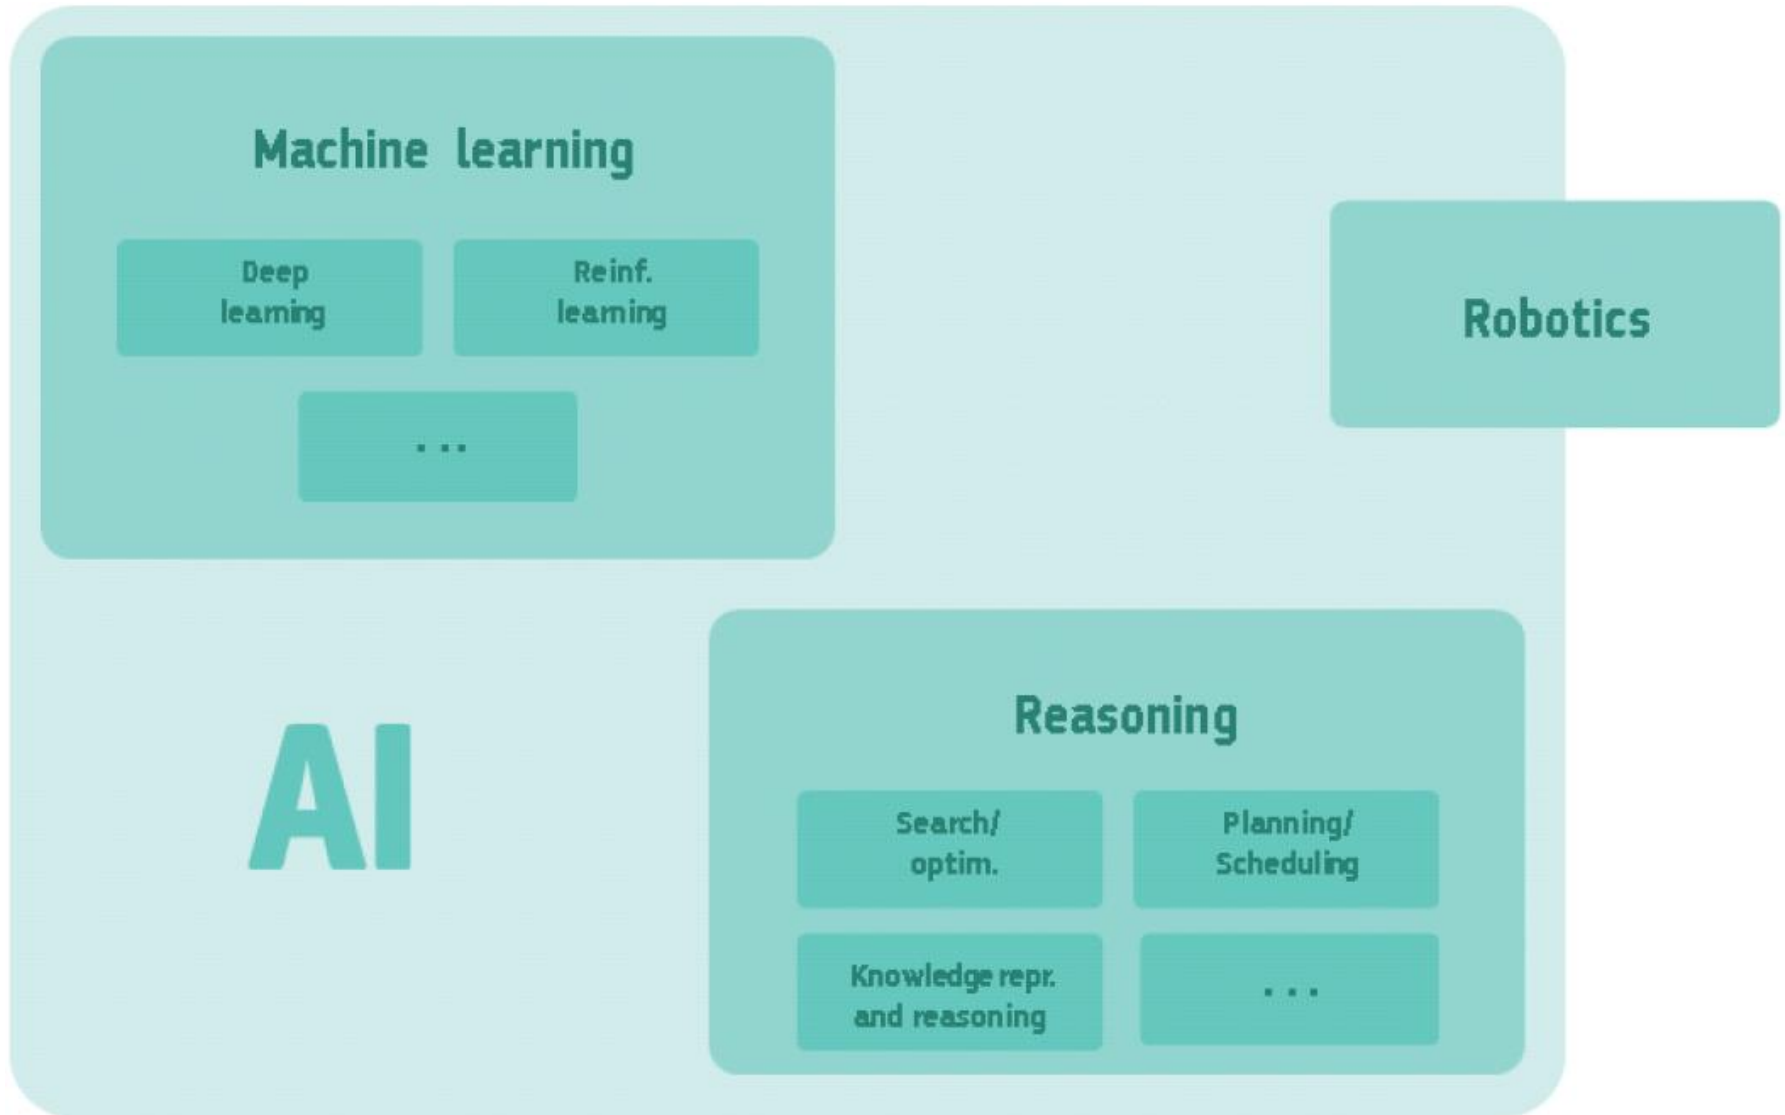 Machine learning
Deep
learning
Reinf.
learning
...
Robotics
AI
Reasoning
Search/
optim.
Planning/
Scheduling
Knowledge repr.
and reasoning
...